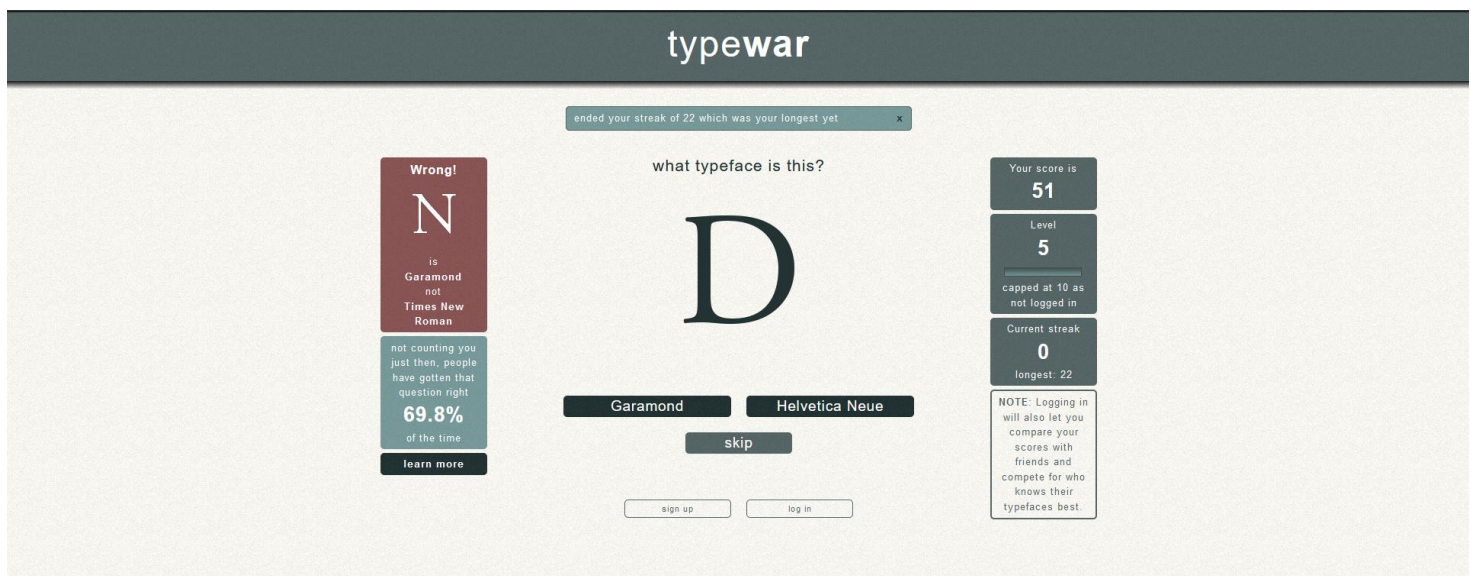 typewar
ended your streak of 22 which was your longest yet x
Wrong!
N
is
Garamond
not
Times New
Roman
not counting you
just then, people
have gotten that
question right
69.8%
of the time
learn more
what typeface is this?
D
Garamond
Helvetica Neue
skip
sign up
log in
Your score is
51
Level
5
capped at 10 as
not logged in
Current streak
0
longest: 22
NOTE: Logging in
will also let you
compare your
scores with
friends and
compete for who
knows their
typefaces best.